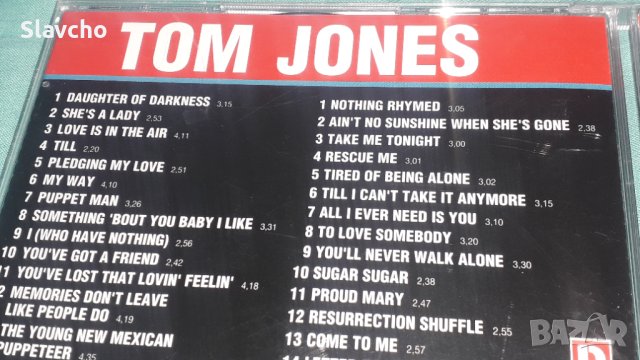 Slavcho
TOM JONES
1 DAUGHTER OF DARKNESS 3,15
2 SHE'S A LADY 2,53
3 LOVE IS IN THE AIR 4,11
4 TILL 2,20
5 PLEDGING MY LOVE 2,51
6 MY WAY 4,10
7 PUPPET MAN 3,26
8 SOMETHING 'BOUT YOU BABY I LIKE 3,31
9 I (WHO HAVE NOTHING) 2,56
10 YOU'VE GOT A FRIEND 2,42
11 YOU'VE LOST THAT LOVIN' FEELIN' 4,18
2 MEMORIES DON'T LEAVE
LIKE PEOPLE DO 4,19
THE YOUNG NEW MEXICAN
PUPPETEER 4,35
1 NOTHING RHYMED 3,05
2 AIN'T NO SUNSHINE WHEN SHE'S GONE 2,38
3 TAKE ME TONIGHT 3,00
4 RESCUE ME 3,01
5 TIRED OF BEING ALONE 3,02
6 TILL I CAN'T TAKE IT ANYMORE 3,15
7 ALL I EVER NEED IS YOU 3,10
8 TO LOVE SOMEBODY 3,20
9 YOU'LL NEVER WALK ALONE 3,30
10 SUGAR SUGAR 2,38
11 PROUD MARY 2,47
12 RESURRECTION SHUFFLE 2,55
13 COME TO ME 2,57
bazar